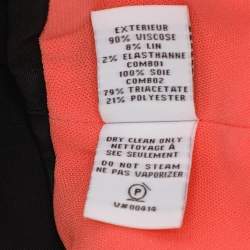 EXTERIEUR
90% VISCOSE
8% LIN
2% ELASTHANNE
COMBO1
100% SOIE
COMBO2
79% TRIACETATE
21% POLYESTER
DRY CLEAN ONLY
NETTOYAGE À
SEC SEULEMENT
DO NOT STEAM
NE PAS VAPORIZER
P
V#00414